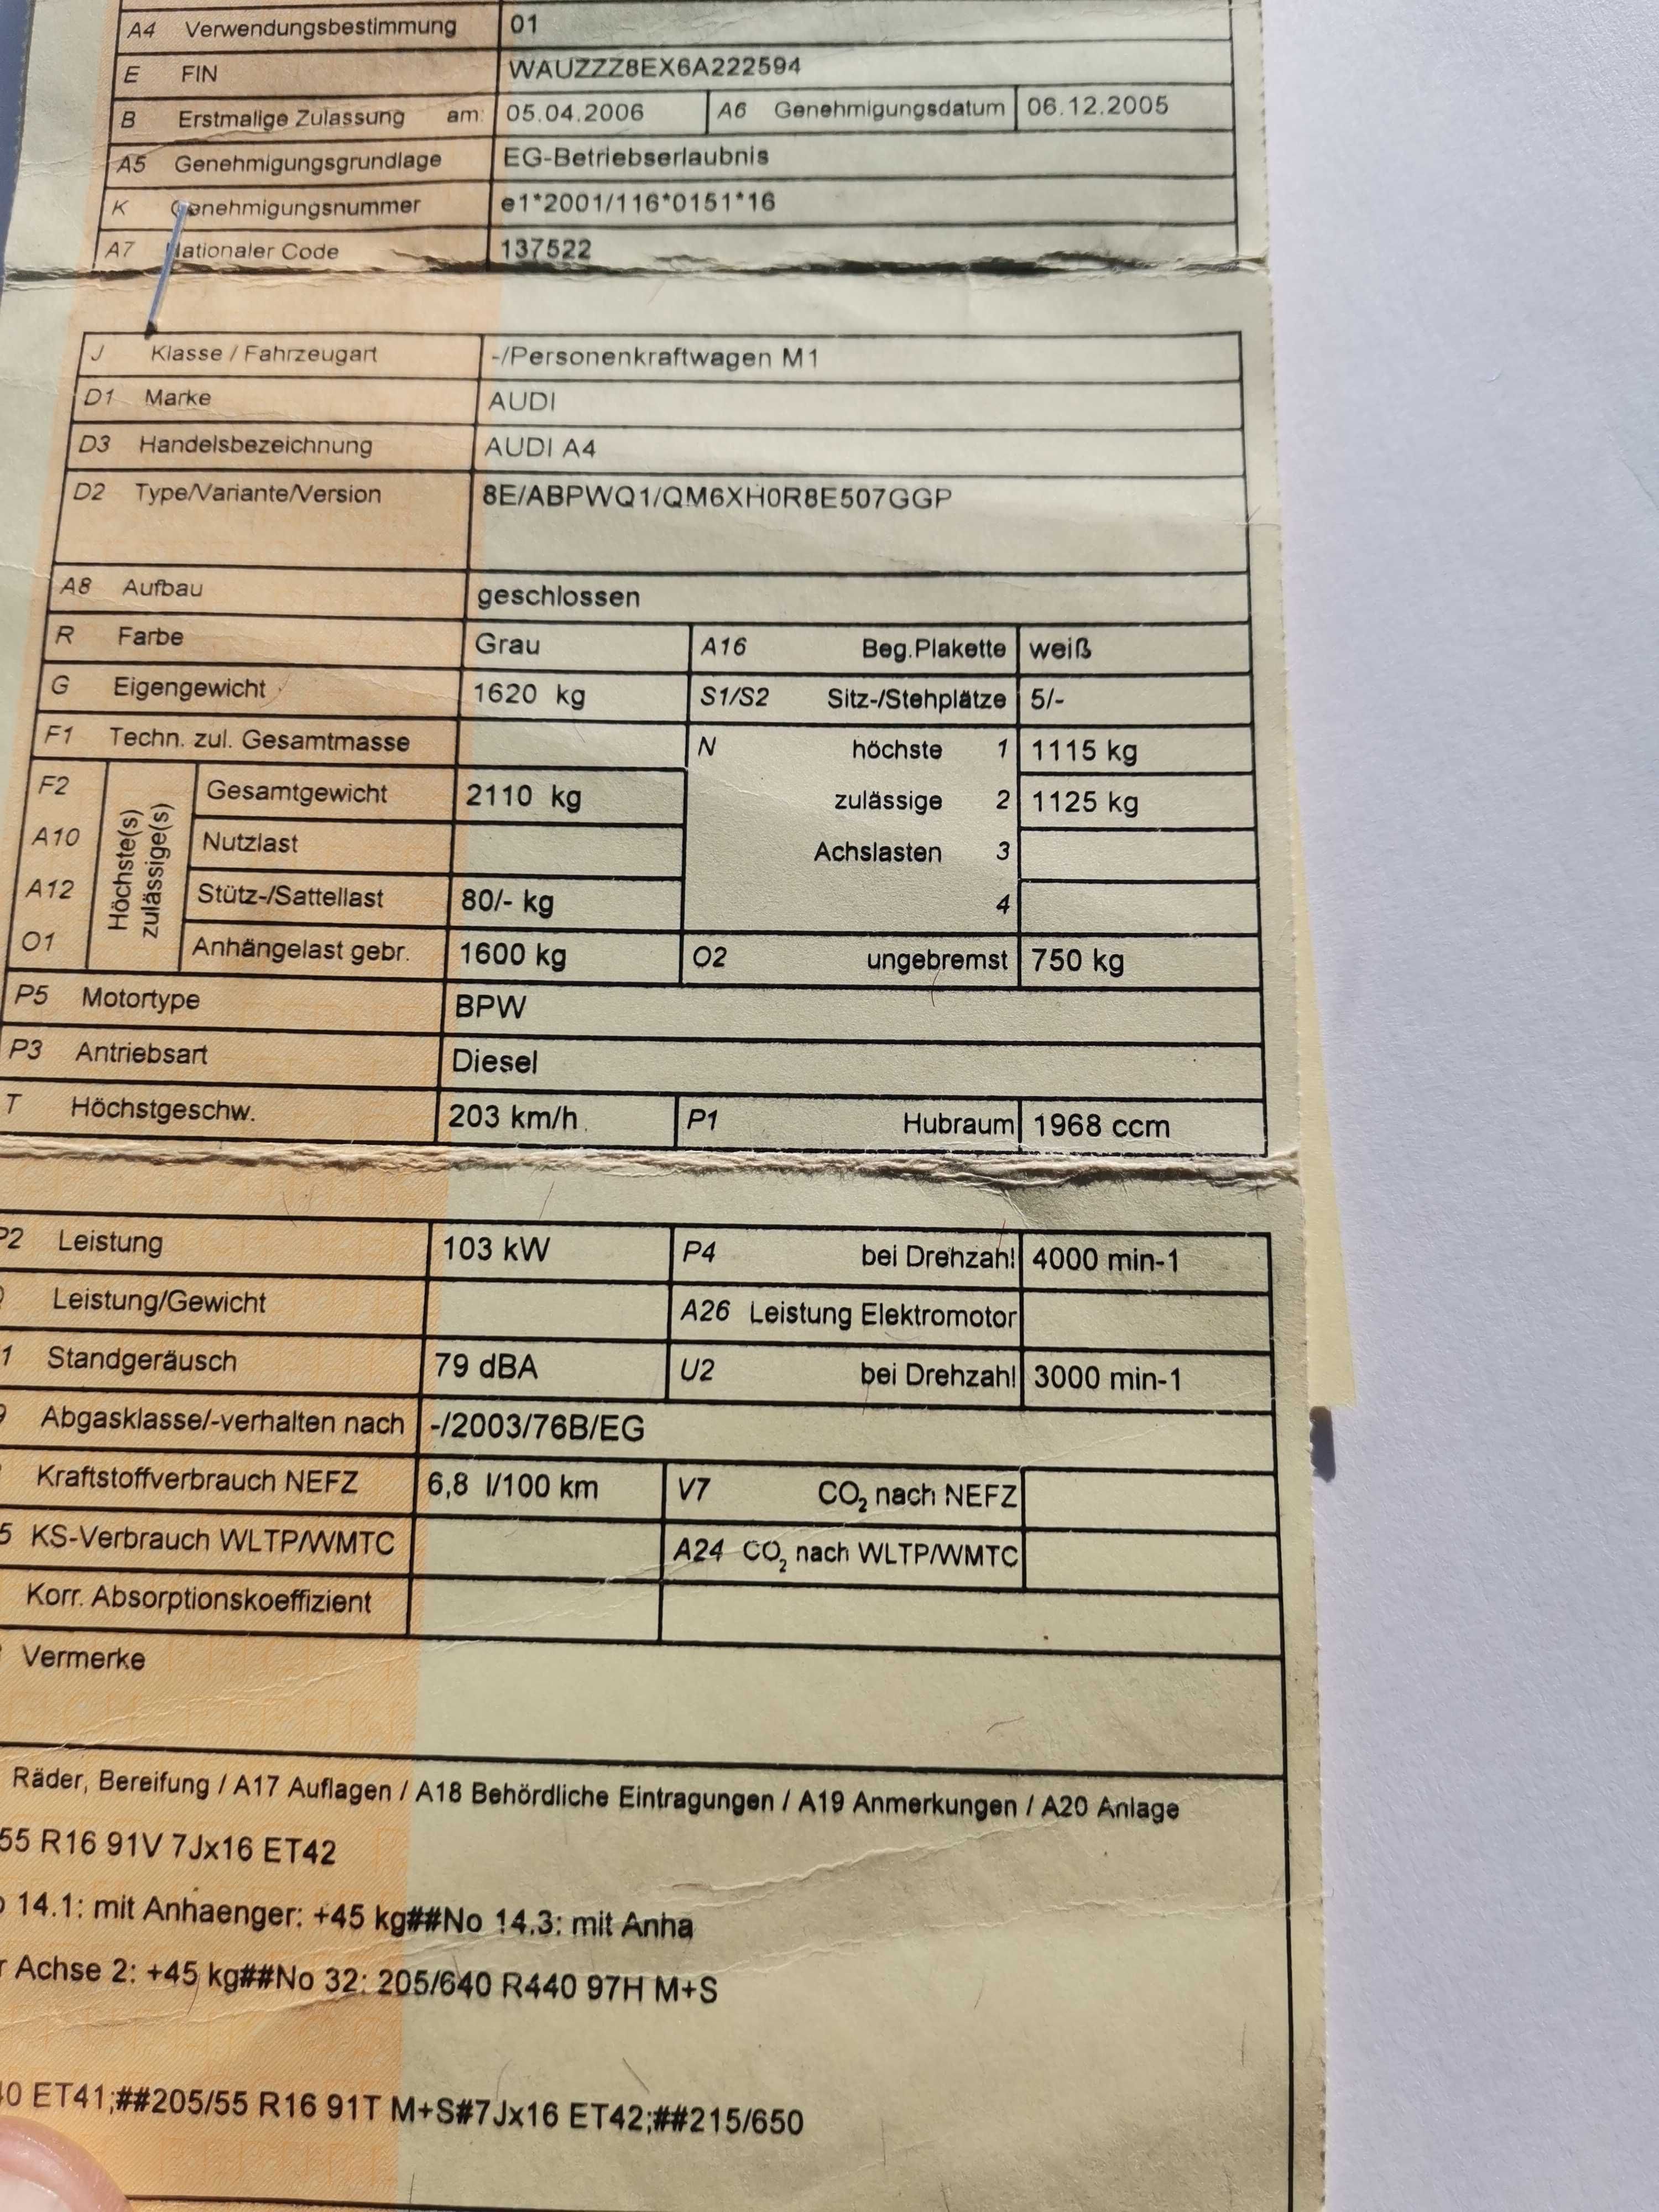 A4 Verwendungsbestimmung 01
E FIN WAUZZZ8EX6A222594
B Erstmalige Zulassung am: 05.04.2006 A6 Genehmigungsdatum 06.12.2005
A5 Genehmigungsgrundlage EG-Betriebserlaubnis
K Genehmigungsnummer e1*2001/116*0151*16
A7 Nationaler Code 137522
J Klasse / Fahrzeugart -/Personenkraftwagen M1
D1 Marke AUDI
D3 Handelsbezeichnung AUDI A4
D2 Type/Variante/Version 8E/ABPWQ1/QM6XH0R8E507GGP
A8 Aufbau geschlossen
R Farbe Grau A16 Beg.Plakette weiß
G Eigengewicht 1620 kg S1/S2 Sitz-/Stehplätze 5/-
F1 Techn. zul. Gesamtmasse N höchste 1 1115 kg
Höchste(s) zulässige(s)
F2 Gesamtgewicht 2110 kg zulässige 2 1125 kg
A10 Nutzlast Achslasten 3
A12 Stütz-/Sattellast 80/- kg 4
O1 Anhängelast gebr. 1600 kg O2 ungebremst 750 kg
P5 Motortype BPW
P3 Antriebsart Diesel
T Höchstgeschw. 203 km/h P1 Hubraum 1968 ccm
P2 Leistung 103 kW P4 bei Drehzahl 4000 min-1
Leistung/Gewicht A26 Leistung Elektromotor
1 Standgeräusch 79 dBA U2 bei Drehzahl 3000 min-1
9 Abgasklasse/-verhalten nach -/2003/76B/EG
Kraftstoffverbrauch NEFZ 6,8 l/100 km V7 CO₂ nach NEFZ
5 KS-Verbrauch WLTP/WMTC A24 CO₂ nach WLTP/WMTC
Korr. Absorptionskoeffizient
Vermerke
Räder, Bereifung / A17 Auflagen / A18 Behördliche Eintragungen / A19 Anmerkungen / A20 Anlage
55 R16 91V 7Jx16 ET42
14.1: mit Anhaenger: +45 kg##No 14.3: mit Anha
r Achse 2: +45 kg##No 32: 205/640 R440 97H M+S
40 ET41;##205/55 R16 91T M+S#7Jx16 ET42;##215/650